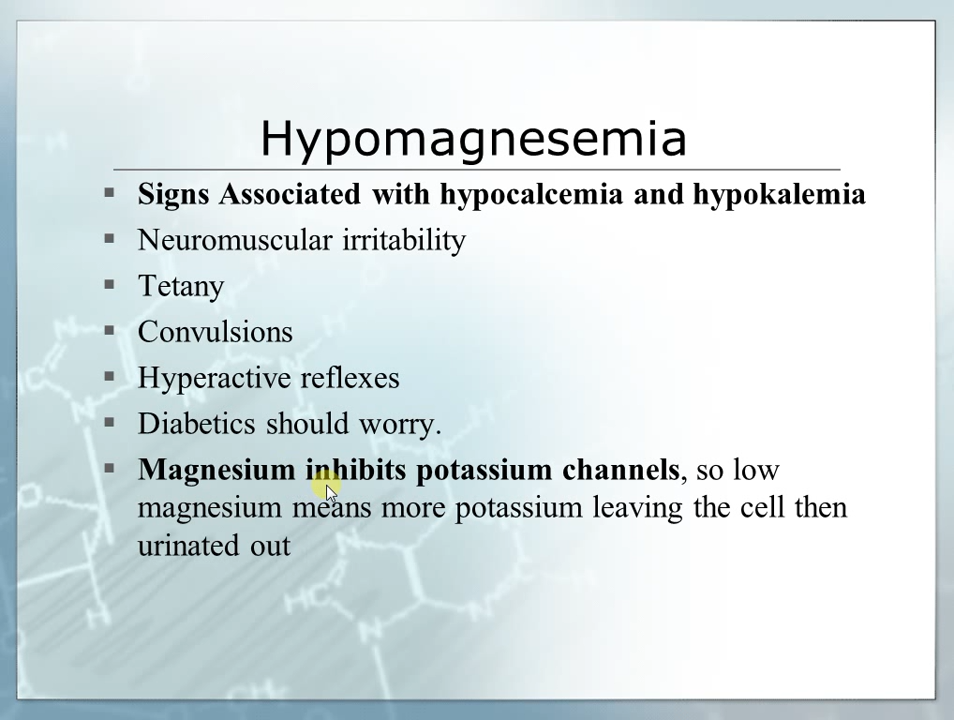 Hypomagnesemia
Signs Associated with hypocalcemia and hypokalemia
Neuromuscular irritability
Tetany
Convulsions
Hyperactive reflexes
Diabetics should worry.
Magnesium inhibits potassium channels, so low
magnesium means more potassium leaving the cell then
urinated out